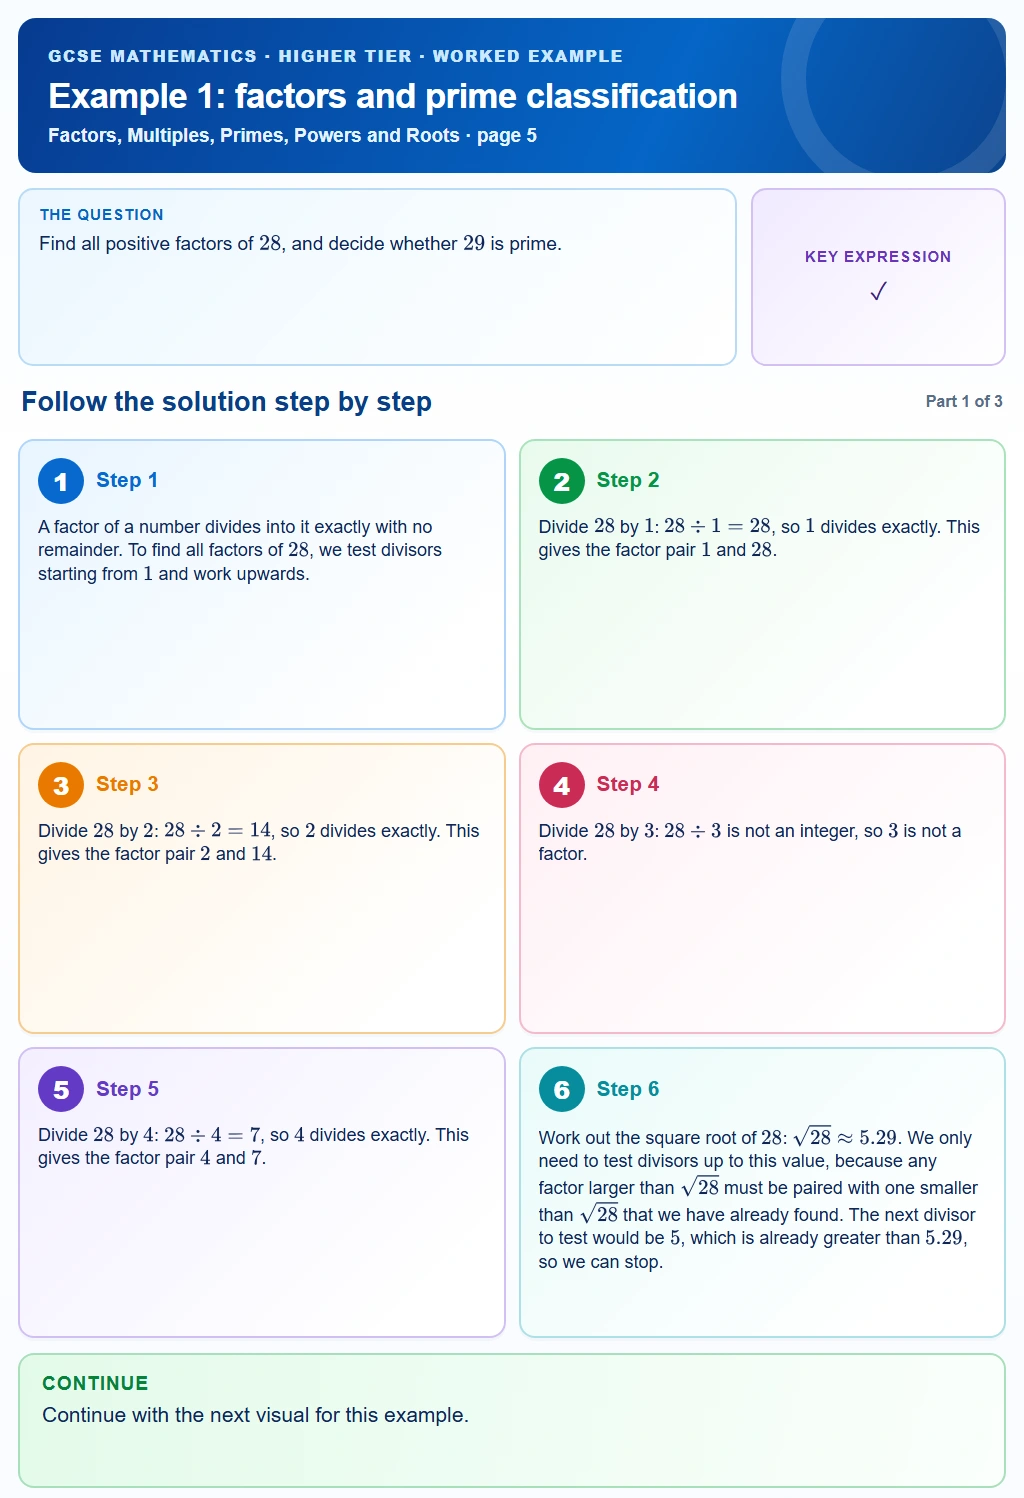 GCSE MATHEMATICS · HIGHER TIER · WORKED EXAMPLE
Example 1: factors and prime classification
Factors, Multiples, Primes, Powers and Roots · page 5
THE QUESTION
Find all positive factors of 28, and decide whether 29 is prime.
KEY EXPRESSION
✓
Follow the solution step by step
Part 1 of 3
1 Step 1
A factor of a number divides into it exactly with no
remainder. To find all factors of 28, we test divisors
starting from 1 and work upwards.
2 Step 2
Divide 28 by 1: 28 ÷ 1 = 28, so 1 divides exactly. This
gives the factor pair 1 and 28.
3 Step 3
Divide 28 by 2: 28 ÷ 2 = 14, so 2 divides exactly. This
gives the factor pair 2 and 14.
4 Step 4
Divide 28 by 3: 28 ÷ 3 is not an integer, so 3 is not a
factor.
5 Step 5
Divide 28 by 4: 28 ÷ 4 = 7, so 4 divides exactly. This
gives the factor pair 4 and 7.
6 Step 6
Work out the square root of 28: √28 ≈ 5.29. We only
need to test divisors up to this value, because any
factor larger than √28 must be paired with one smaller
than √28 that we have already found. The next divisor
to test would be 5, which is already greater than 5.29,
so we can stop.
CONTINUE
Continue with the next visual for this example.